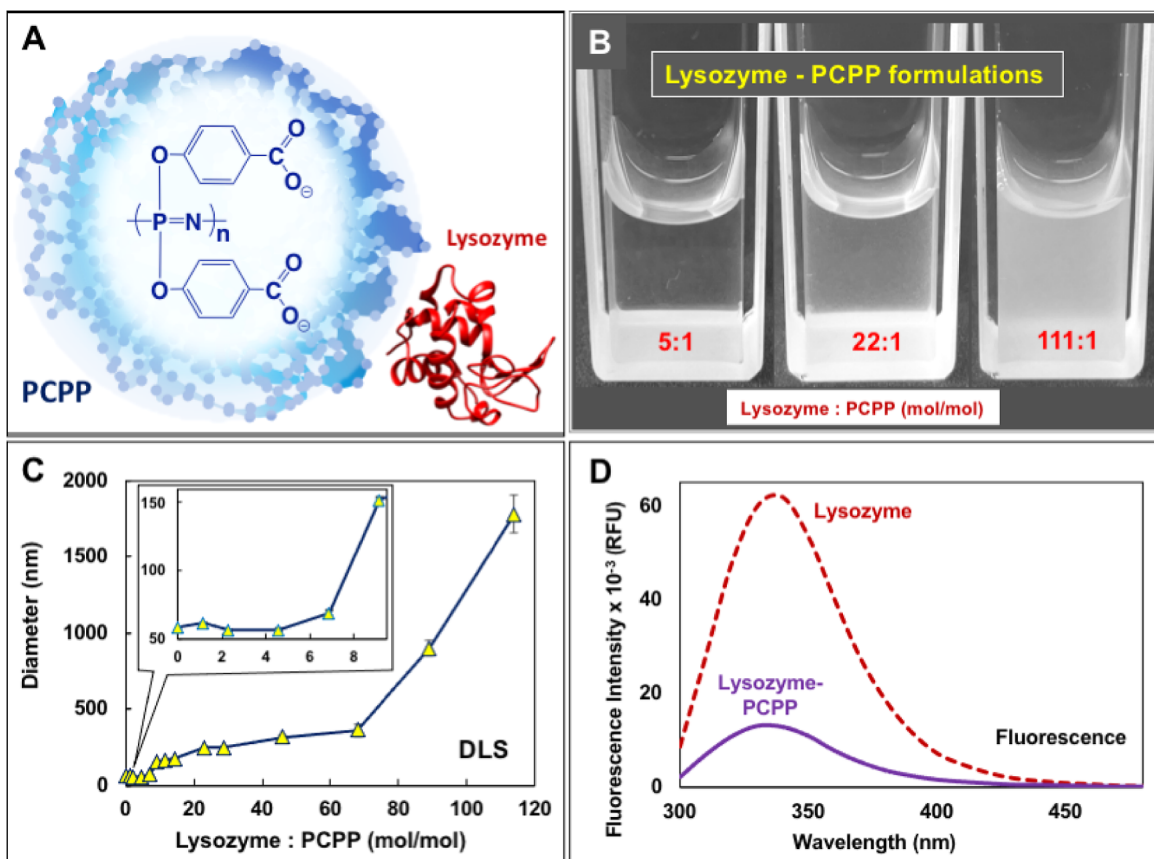 A
O
C
O
O⊖
( P=N )n
O
C
O
O⊖
Lysozyme
PCPP
B
Lysozyme - PCPP formulations
5:1
22:1
111:1
Lysozyme : PCPP (mol/mol)
C
2000
1500
1000
500
0
Diameter (nm)
150
100
50
0
2
4
6
8
DLS
0
20
40
60
80
100
120
Lysozyme : PCPP (mol/mol)
D
60
40
20
0
Fluorescence Intensity x 10⁻³ (RFU)
Lysozyme
Lysozyme-
PCPP
Fluorescence
300
350
400
450
Wavelength (nm)